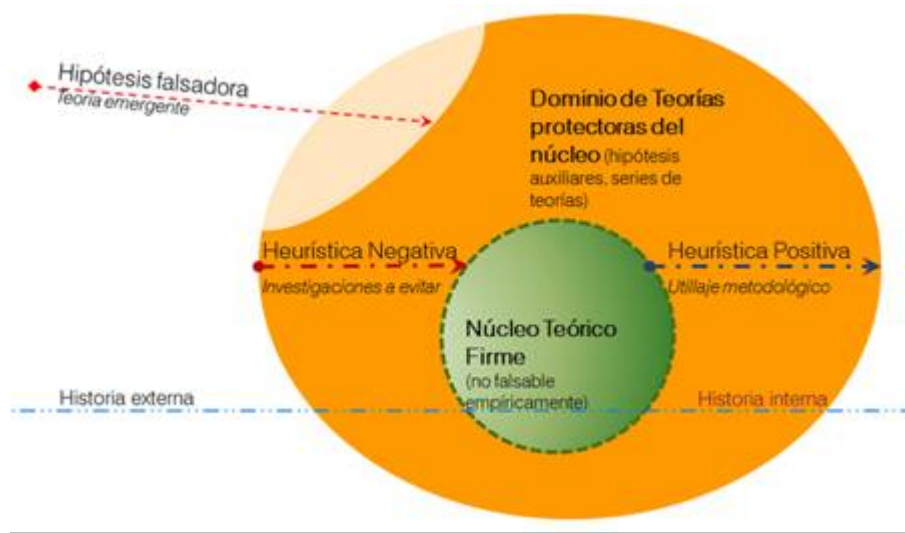 Hipótesis falsadora
Teoría emergente
Dominio de Teorías
protectoras del
núcleo (hipótesis
auxiliares, series de
teorías)
Heurística Negativa
Investigaciones a evitar
Heurística Positiva
Utillaje metodológico
Núcleo Teórico
Firme
(no falsable
empíricamente)
Historia externa
Historia interna